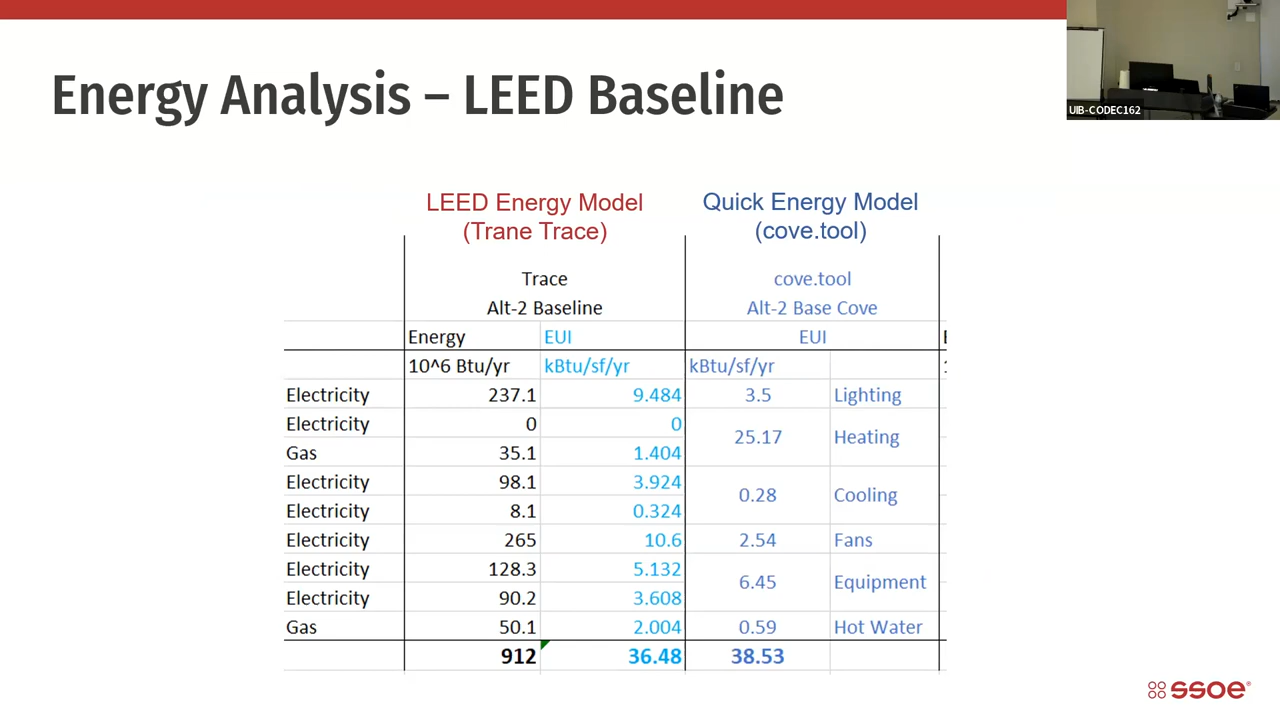 Energy Analysis – LEED Baseline
UIB-CODEC162
LEED Energy Model
(Trane Trace)
Quick Energy Model
(cove.tool)
Trace
cove.tool
Alt-2 Baseline
Alt-2 Base Cove
Energy EUI EUI
10^6 Btu/yr kBtu/sf/yr kBtu/sf/yr
Electricity 237.1 9.484 3.5 Lighting
Electricity 0 0
25.17 Heating
Gas 35.1 1.404
Electricity 98.1 3.924
0.28 Cooling
Electricity 8.1 0.324
Electricity 265 10.6 2.54 Fans
Electricity 128.3 5.132
6.45 Equipment
Electricity 90.2 3.608
Gas 50.1 2.004 0.59 Hot Water
912 36.48 38.53
ssoe®